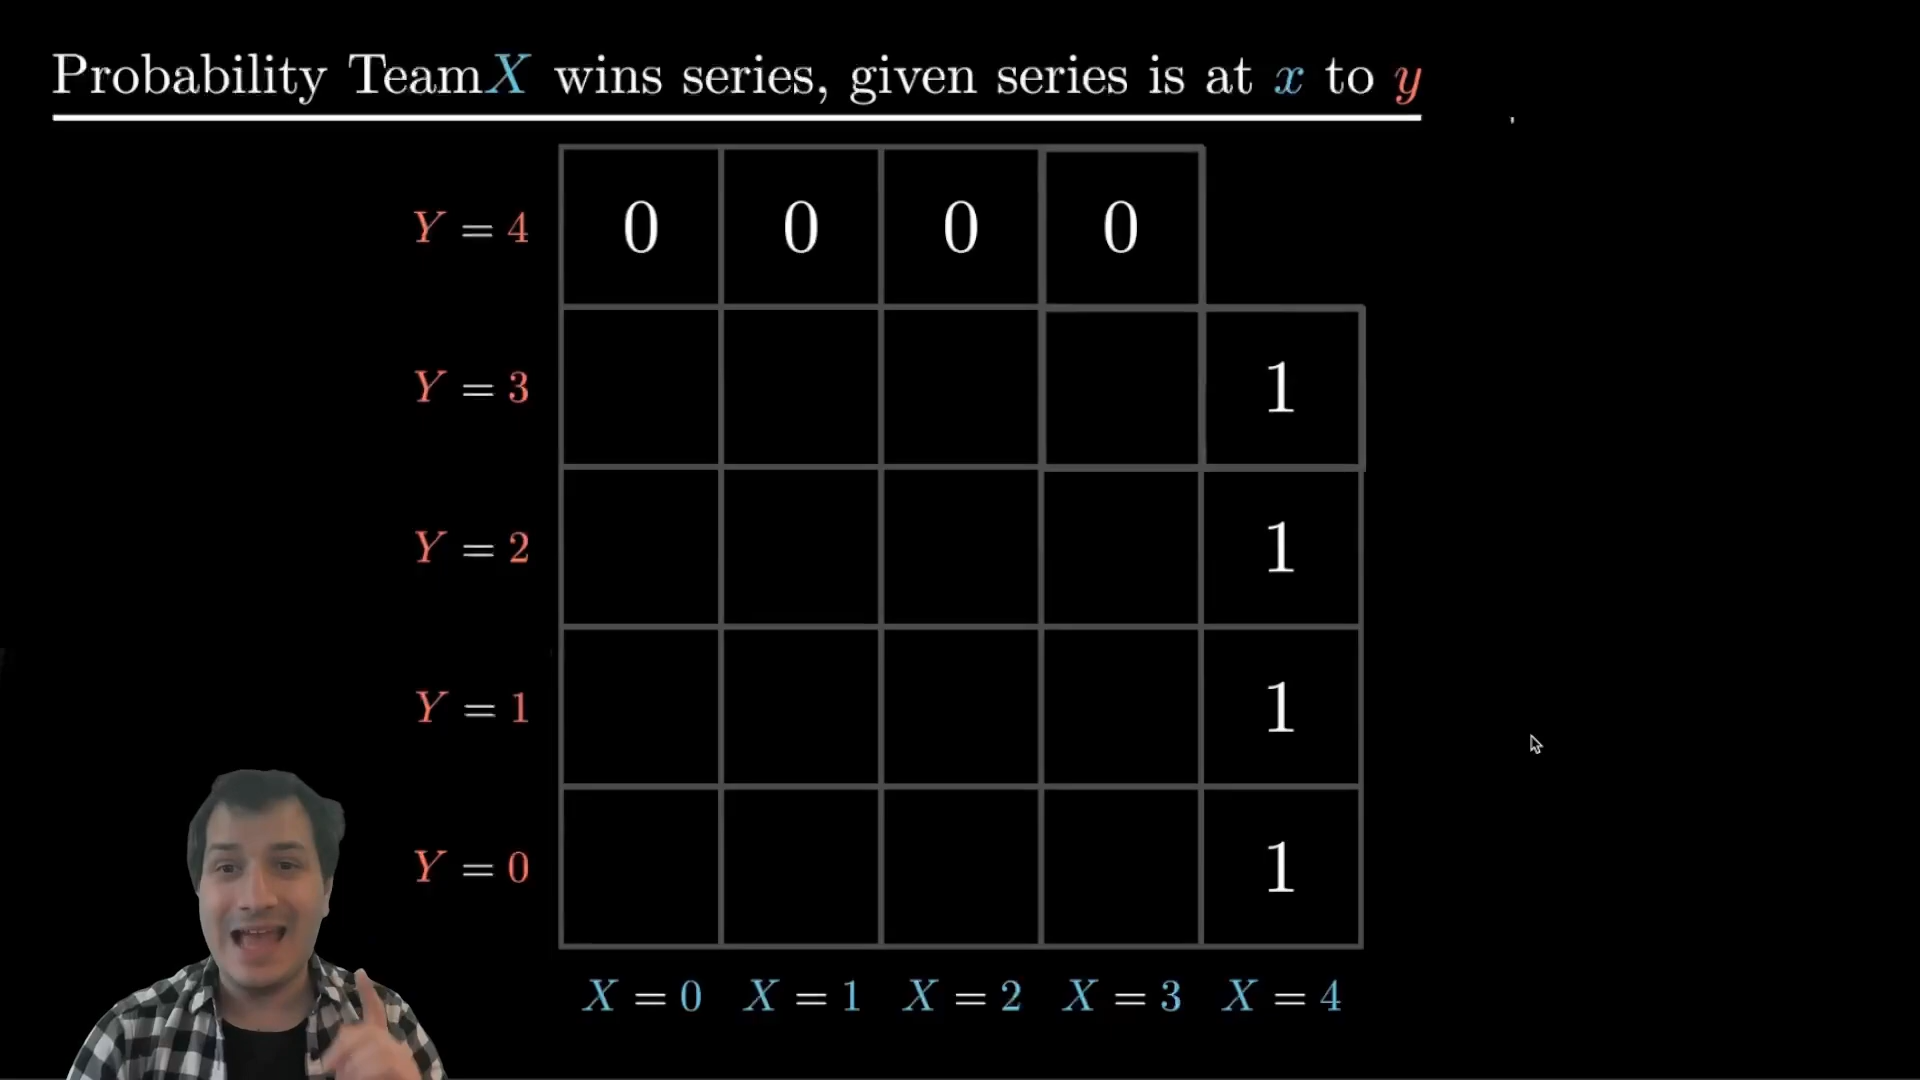 Probability TeamX wins series, given series is at x to y
Y = 4 0 0 0 0
Y = 3 1
Y = 2 1
Y = 1 1
Y = 0 1
X = 0 X = 1 X = 2 X = 3 X = 4